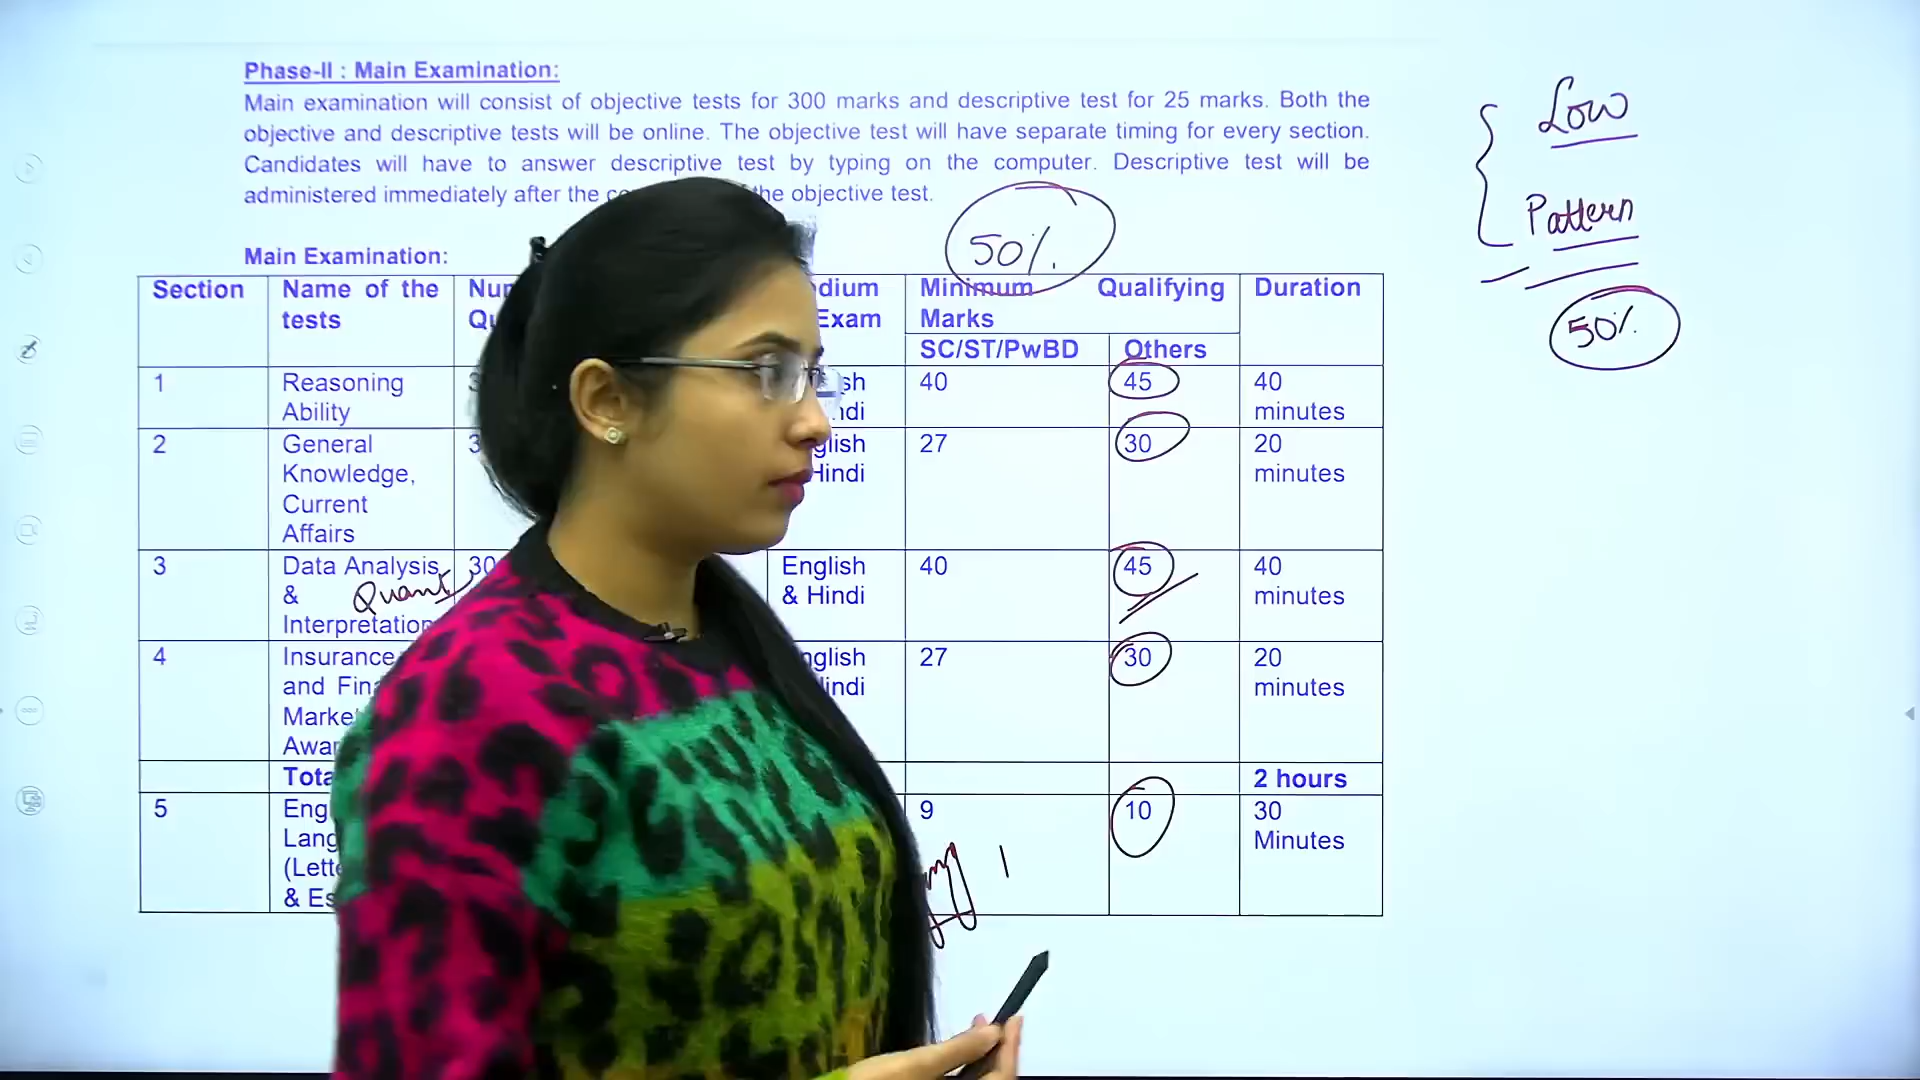 Phase-II : Main Examination:
Main examination will consist of objective tests for 300 marks and descriptive test for 25 marks. Both the
objective and descriptive tests will be online. The objective test will have separate timing for every section.
Candidates will have to answer descriptive test by typing on the computer. Descriptive test will be
administered immediately after the he objective test.
50%.
Main Examination:
Section Name of the tests Minimum Qualifying Marks Duration
Exam
SC/ST/PwBD Others
1 Reasoning Ability 40 45 40 minutes
2 General Knowledge, Current Affairs Hindi 27 30 20 minutes
3 Data Analysis & Interpretation 30 English & Hindi 40 45 40 minutes
Quant
4 Insurance and 27 30 20 minutes
2 hours
5 9 10 30 Minutes
Low
Pattern
50%.